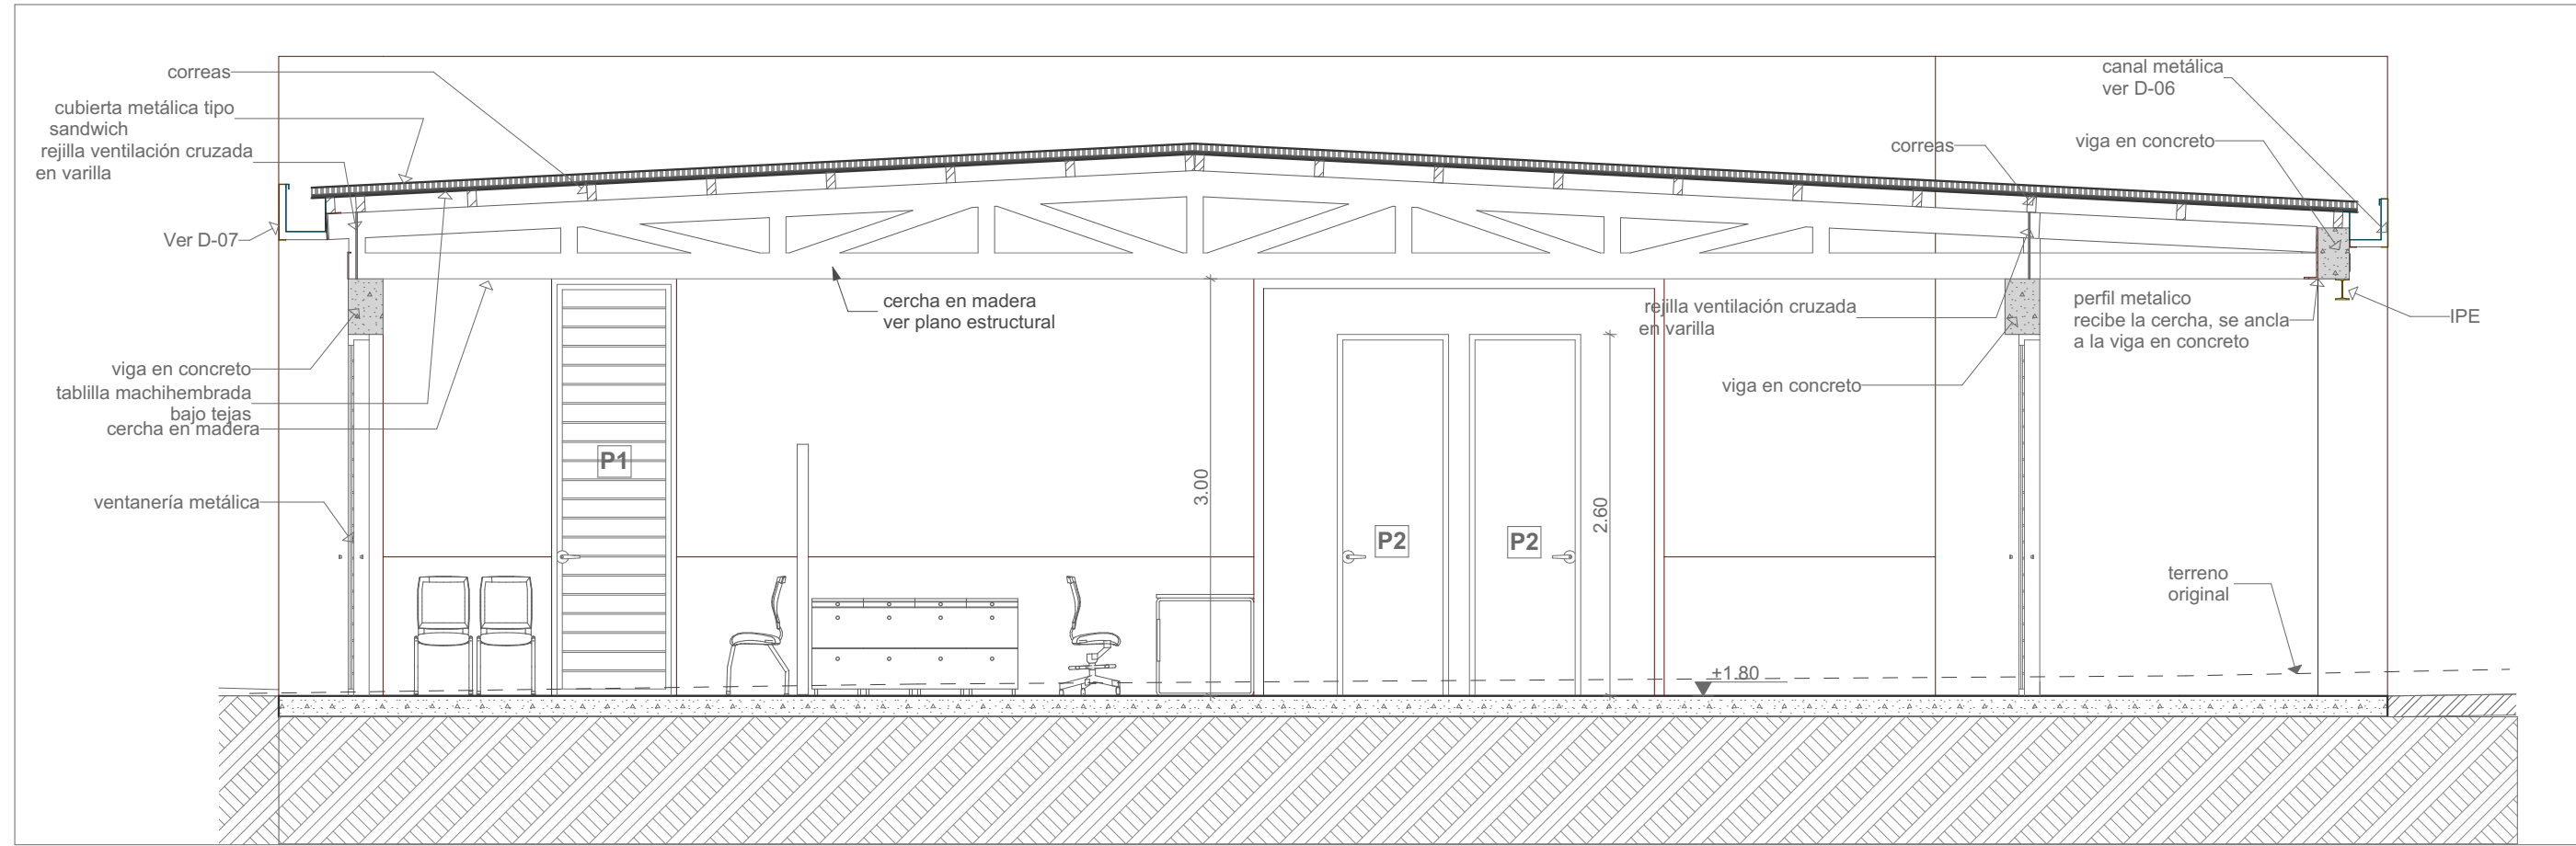 correas
cubierta metálica tipo
sandwich
rejilla ventilación cruzada
en varilla
Ver D-07
viga en concreto
tablilla machihembrada
bajo tejas
cercha en madera
ventanería metálica
P1
cercha en madera
ver plano estructural
3.00
P2
P2
2.60
+1.80
canal metálica
ver D-06
viga en concreto
correas
rejilla ventilación cruzada
en varilla
viga en concreto
perfil metalico
recibe la cercha, se ancla
a la viga en concreto
IPE
terreno
original